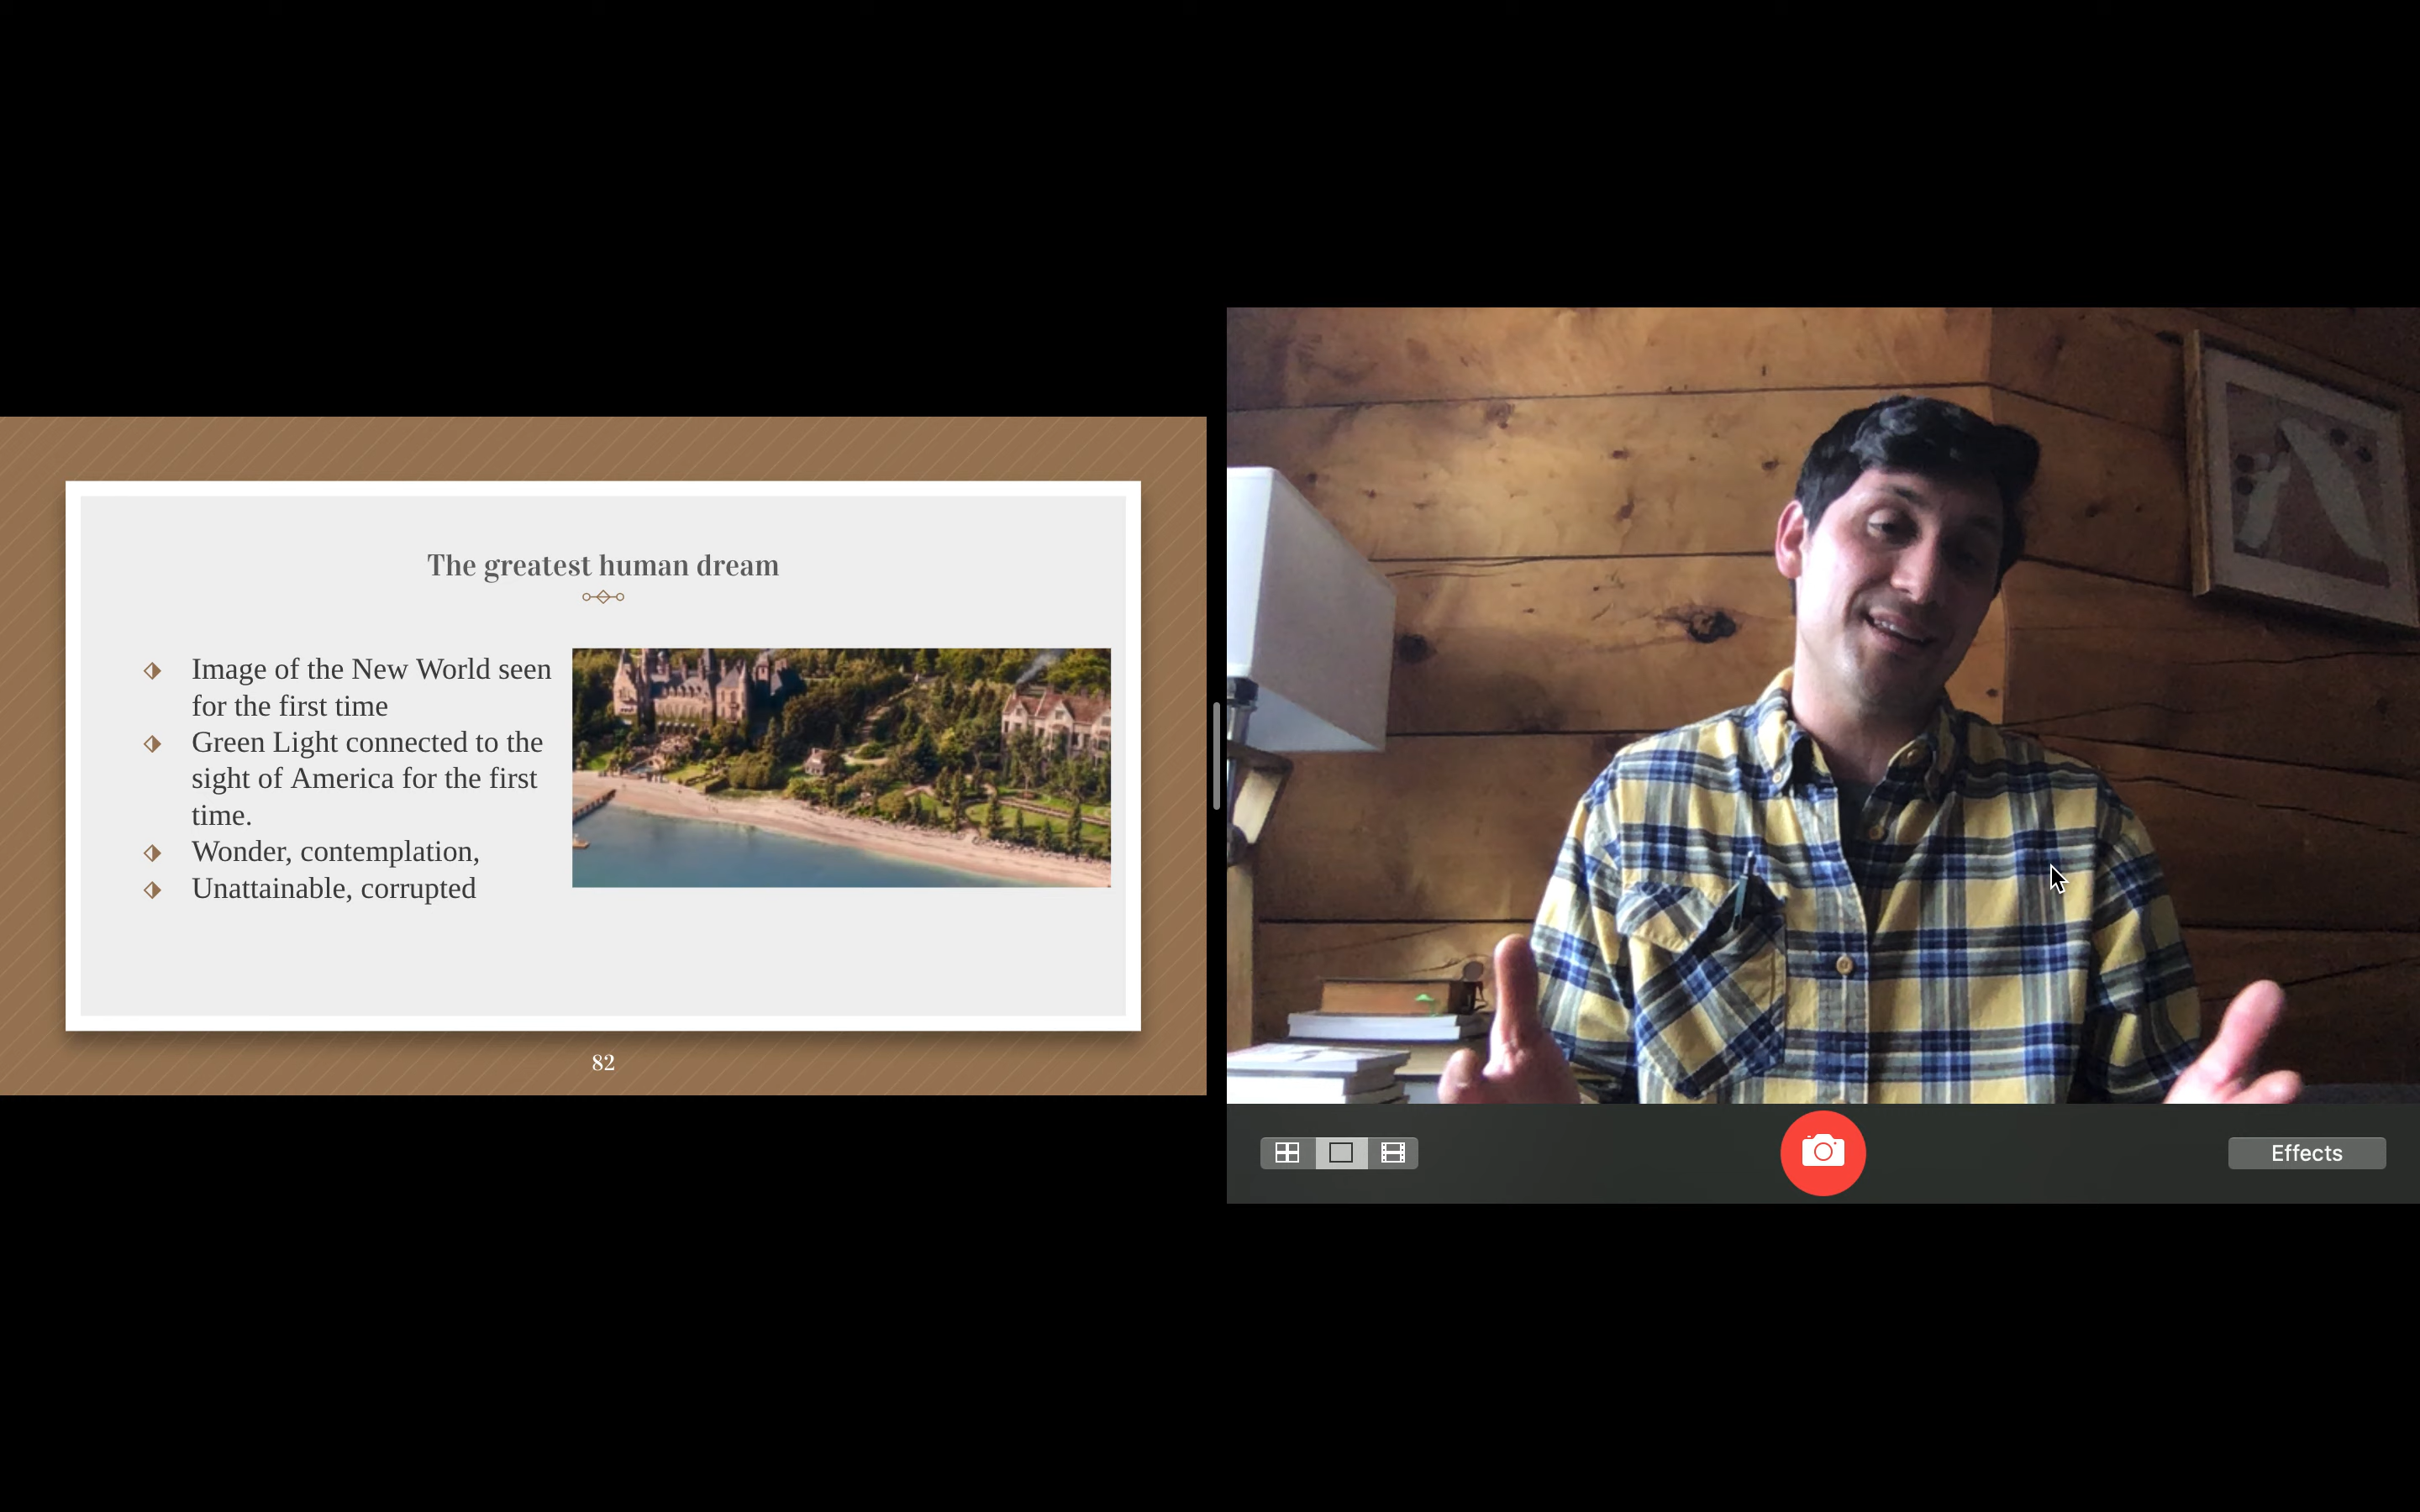 The greatest human dream
Image of the New World seen
for the first time
Green Light connected to the
sight of America for the first
time.
Wonder, contemplation,
Unattainable, corrupted
82
Effects